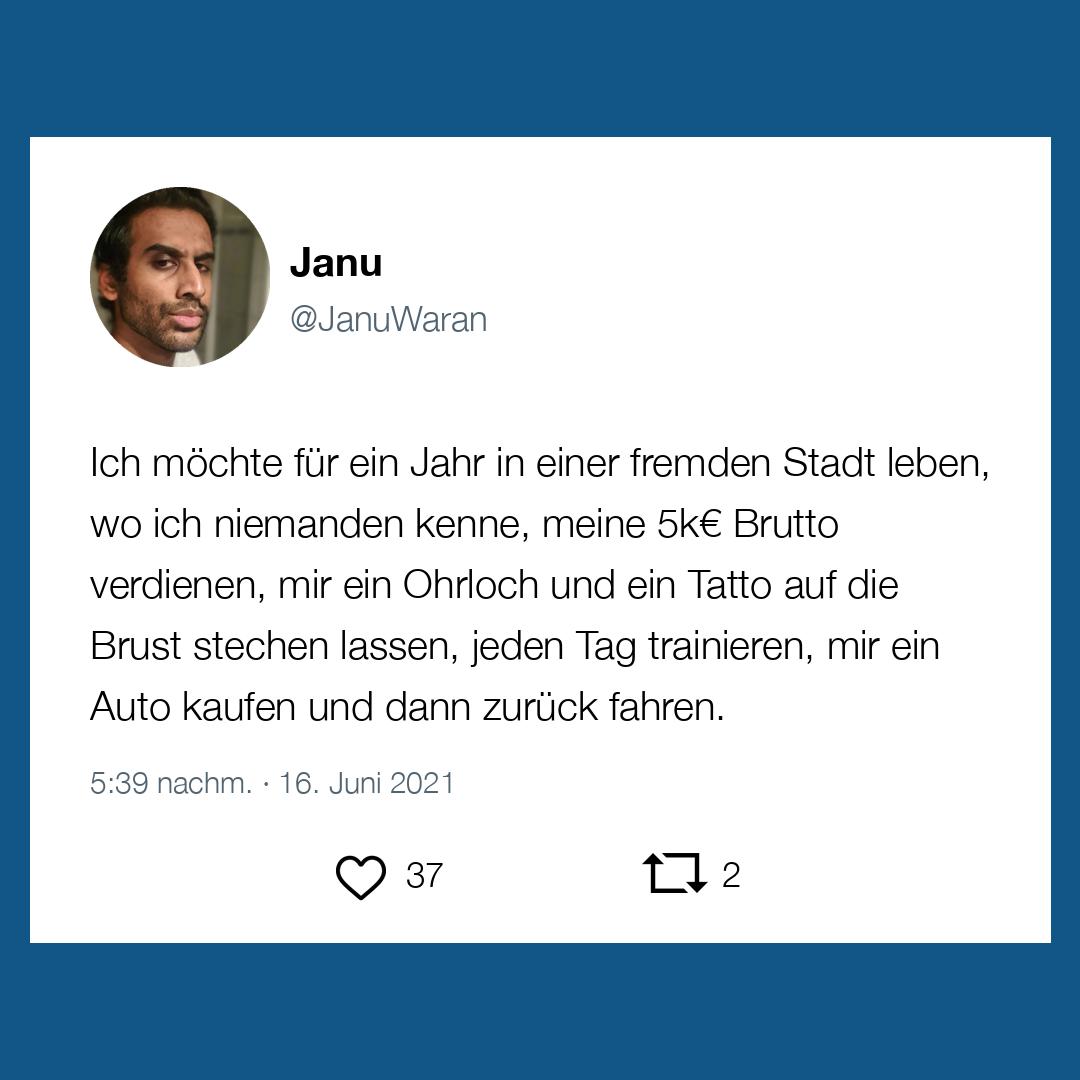 Janu
@JanuWaran
Ich möchte für ein Jahr in einer fremden Stadt leben,
wo ich niemanden kenne, meine 5k€ Brutto
verdienen, mir ein Ohrloch und ein Tatto auf die
Brust stechen lassen, jeden Tag trainieren, mir ein
Auto kaufen und dann zurück fahren.
5:39 nachm. · 16. Juni 2021
37 2